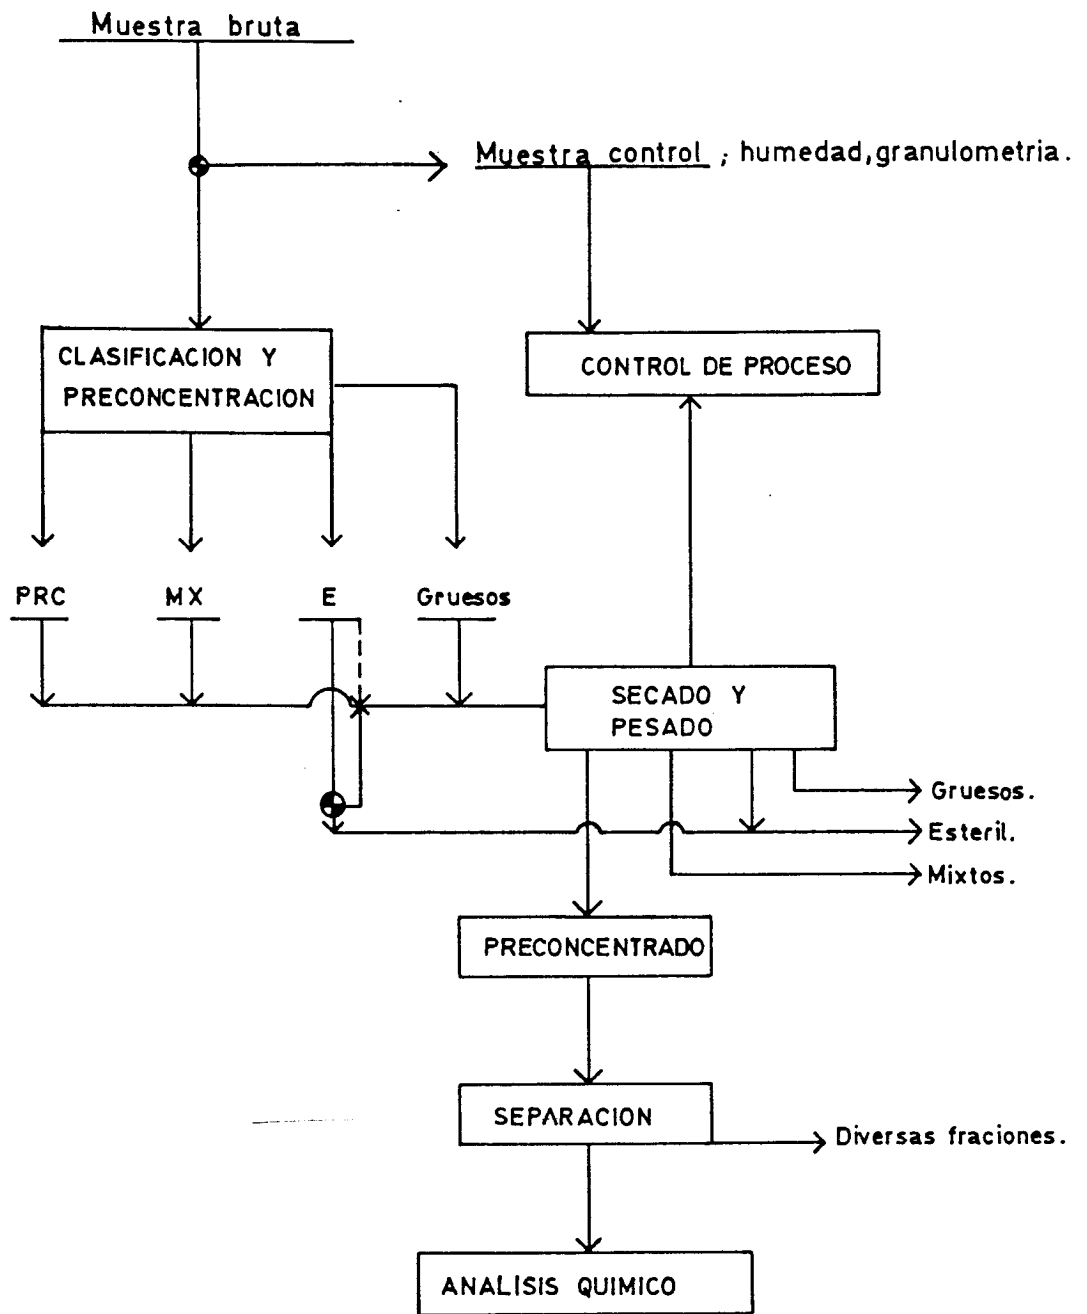 Muestra bruta
Muestra control ; humedad, granulometria.
CLASIFICACION Y
PRECONCENTRACION
CONTROL DE PROCESO
PRC
MX
E
Gruesos
SECADO Y
PESADO
Gruesos.
Esteril.
Mixtos.
PRECONCENTRADO
SEPARACION
Diversas fraciones.
ANALISIS QUIMICO